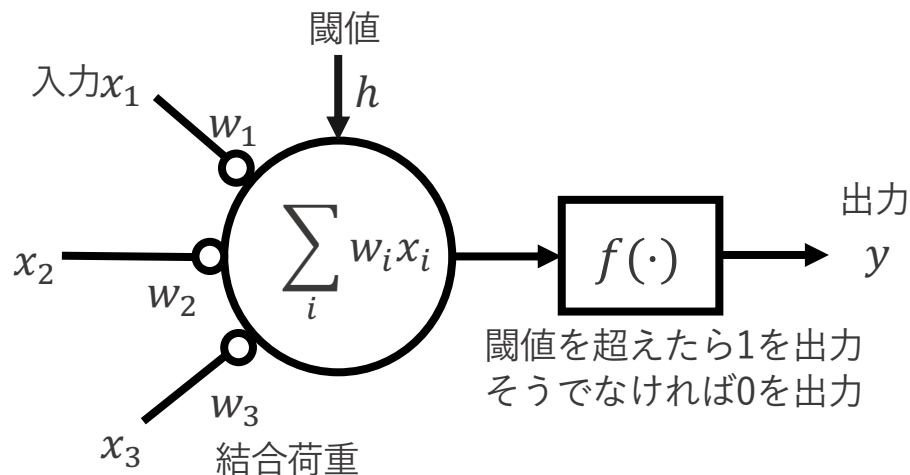 閾値
h
入力x₁
w₁
x₂
w₂
∑ᵢ wᵢxᵢ
f(·)
出力
y
閾値を超えたら1を出力
そうでなければ0を出力
w₃
x₃
結合荷重